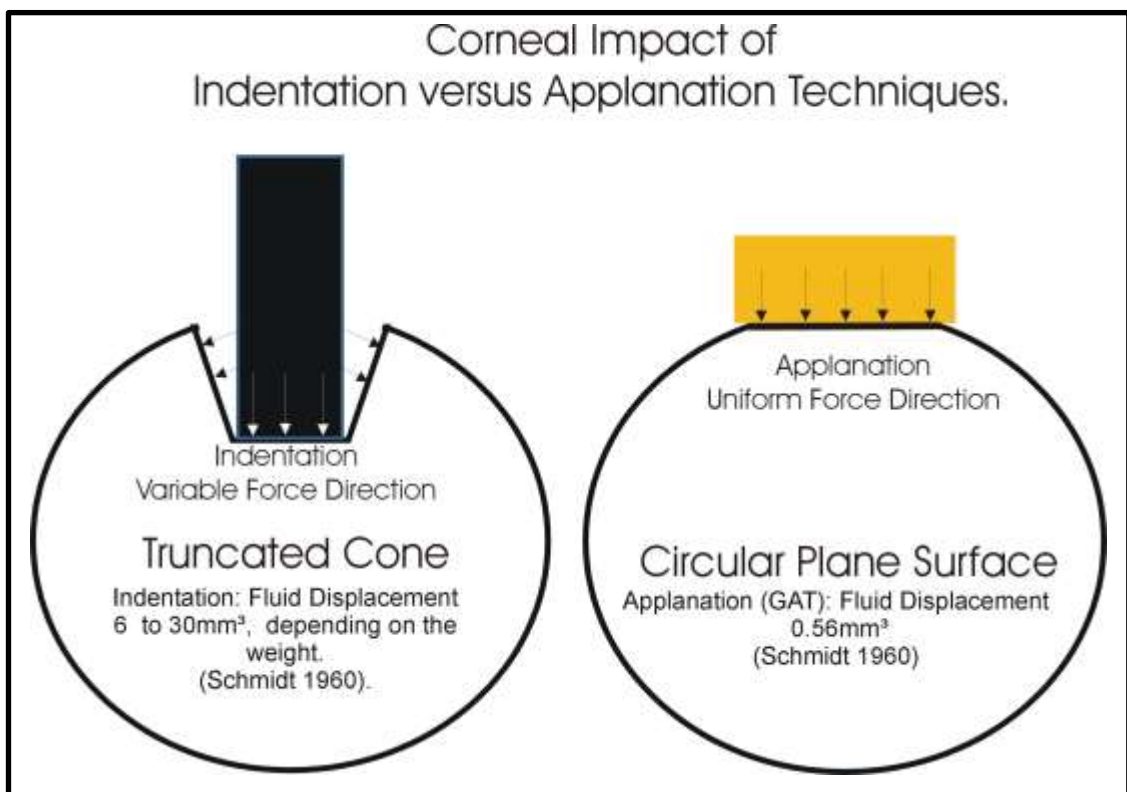 Corneal Impact of
Indentation versus Applanation Techniques.
Indentation
Variable Force Direction
Truncated Cone
Indentation: Fluid Displacement
6 to 30mm³, depending on the
weight.
(Schmidt 1960).
Applanation
Uniform Force Direction
Circular Plane Surface
Applanation (GAT): Fluid Displacement
0.56mm³
(Schmidt 1960)